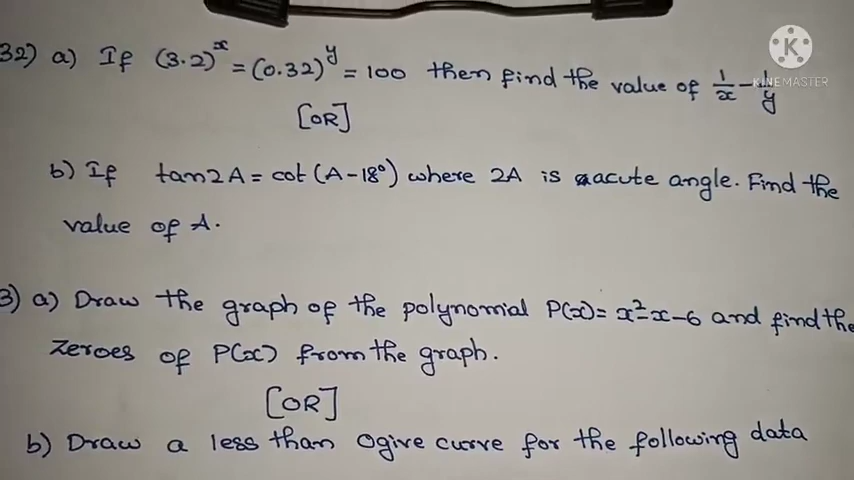 32) a) If (3.2)^x = (0.32)^y = 100 then find the value of 1/x - 1/y
K
KINEMASTER
[OR]
b) If tan2A = cot (A-18°) where 2A is acute angle. Find the
value of A.
3) a) Draw the graph of the polynomial P(x) = x²-x-6 and find the
zeroes of P(x) from the graph.
[OR]
b) Draw a less than Ogive curve for the following data